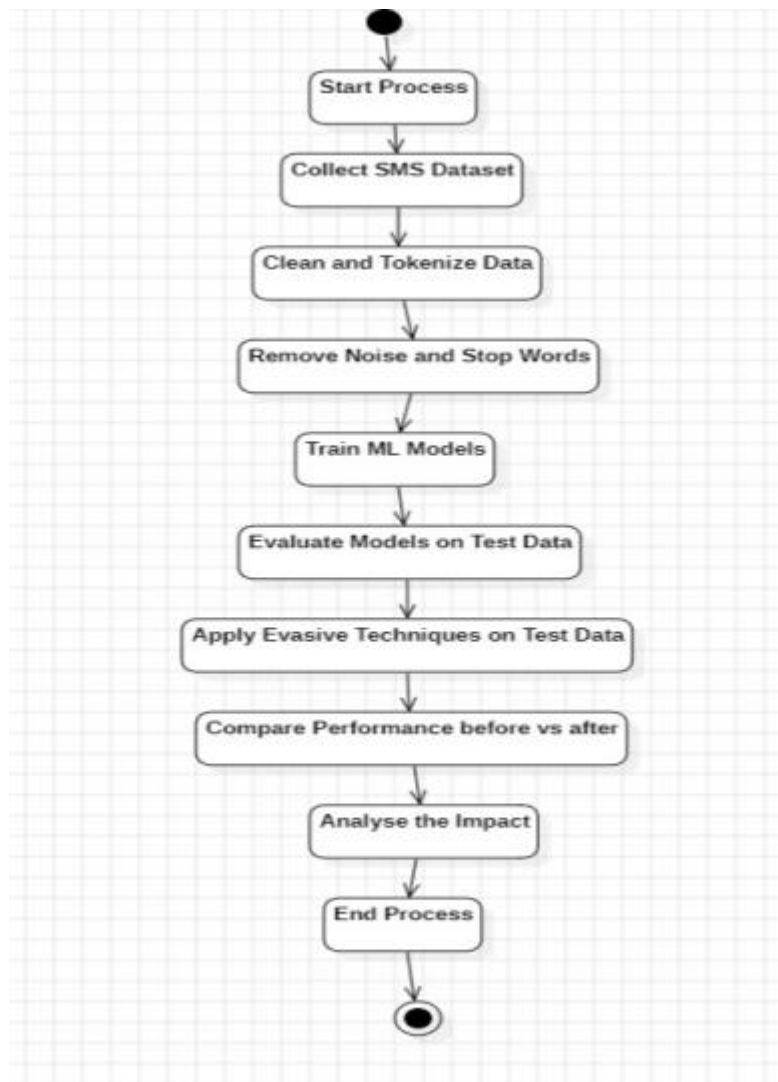 Start Process
Collect SMS Dataset
Clean and Tokenize Data
Remove Noise and Stop Words
Train ML Models
Evaluate Models on Test Data
Apply Evasive Techniques on Test Data
Compare Performance before vs after
Analyse the Impact
End Process